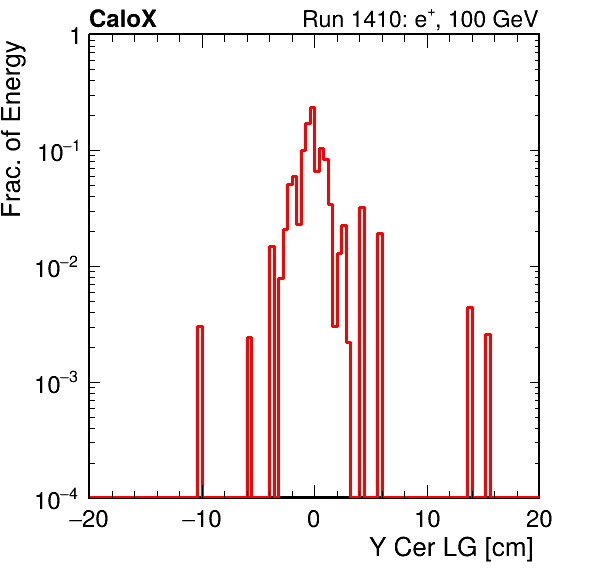 CaloX Run 1410: e⁺, 100 GeV
Frac. of Energy
1
10⁻¹
10⁻²
10⁻³
10⁻⁴
−20 −10 0 10 20
Y Cer LG [cm]